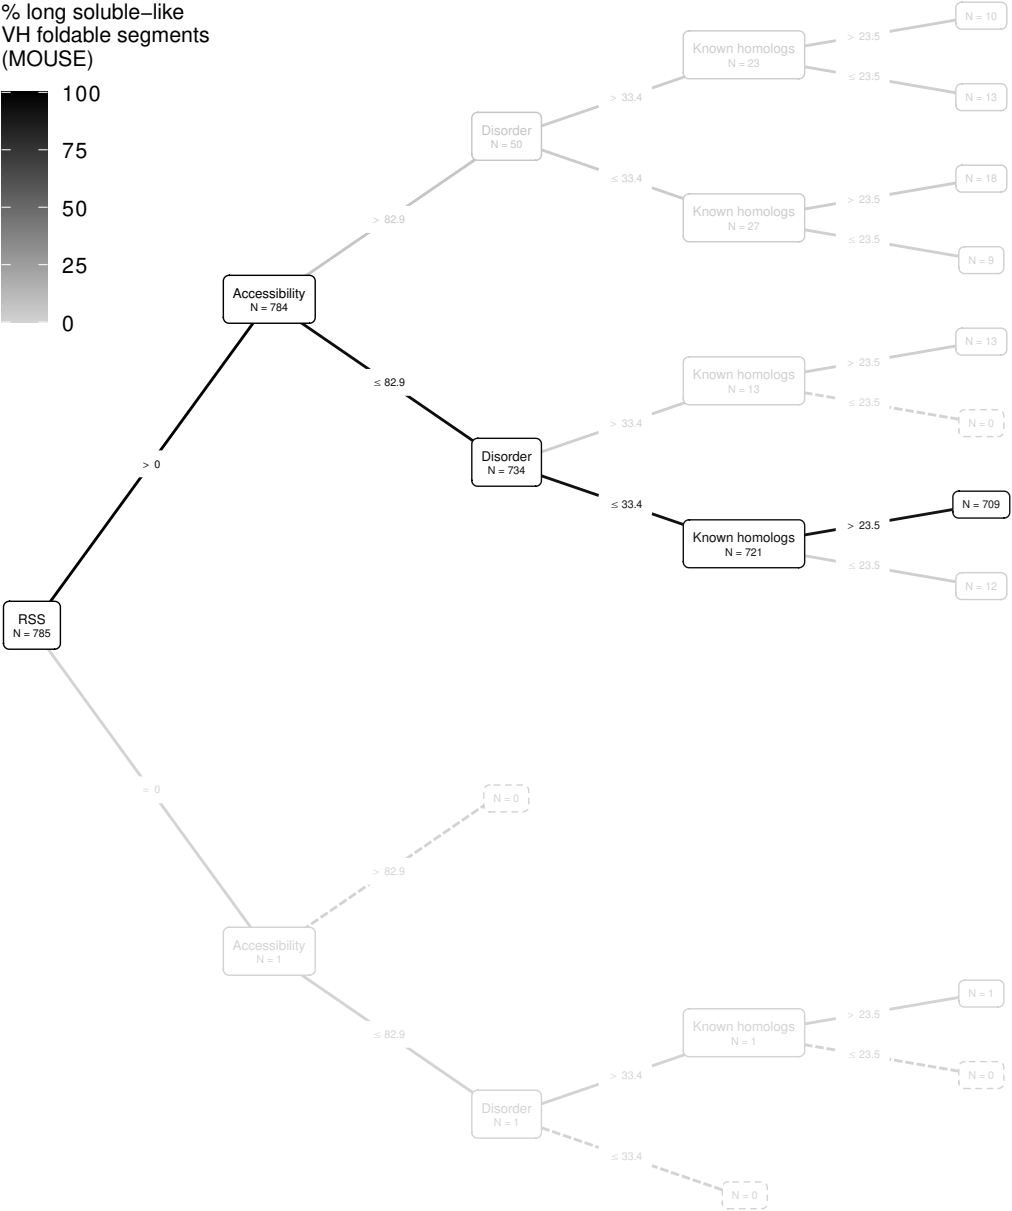 % long soluble−like
VH foldable segments
(MOUSE)
100
75
50
25
0
RSS
N = 785
> 0
= 0
Accessibility
N = 784
> 82.9
≤ 82.9
Disorder
N = 50
> 33.4
≤ 33.4
Known homologs
N = 23
> 23.5
≤ 23.5
N = 10
N = 13
Known homologs
N = 27
> 23.5
≤ 23.5
N = 18
N = 9
Disorder
N = 734
> 33.4
≤ 33.4
Known homologs
N = 13
> 23.5
≤ 23.5
N = 13
N = 0
Known homologs
N = 721
> 23.5
≤ 23.5
N = 709
N = 12
Accessibility
N = 1
> 82.9
≤ 82.9
N = 0
Disorder
N = 1
> 33.4
≤ 33.4
Known homologs
N = 1
> 23.5
≤ 23.5
N = 1
N = 0
N = 0